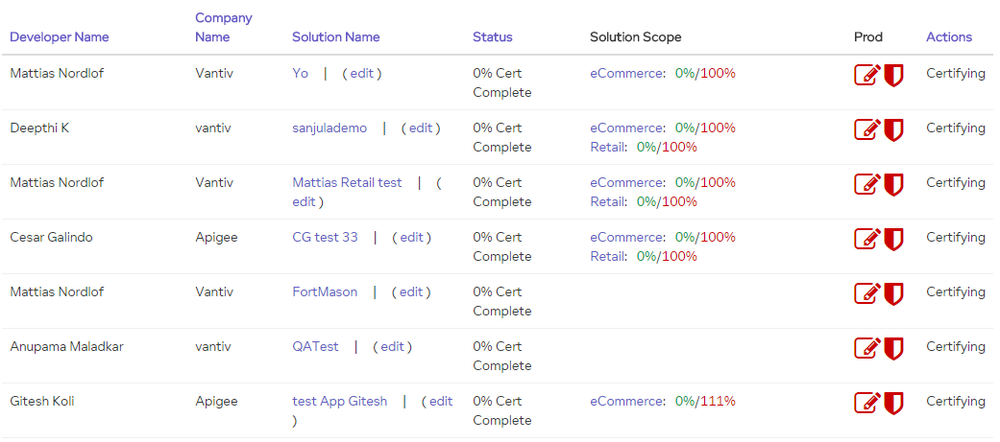 Developer Name Company Name Solution Name Status Solution Scope Prod Actions
Mattias Nordlof Vantiv Yo | ( edit ) 0% Cert Complete eCommerce: 0%/100% Certifying
Deepthi K vantiv sanjulademo | ( edit ) 0% Cert Complete eCommerce: 0%/100% Retail: 0%/100% Certifying
Mattias Nordlof Vantiv Mattias Retail test | ( edit ) 0% Cert Complete eCommerce: 0%/100% Retail: 0%/100% Certifying
Cesar Galindo Apigee CG test 33 | ( edit ) 0% Cert Complete eCommerce: 0%/100% Retail: 0%/100% Certifying
Mattias Nordlof Vantiv FortMason | ( edit ) 0% Cert Complete Certifying
Anupama Maladkar vantiv QATest | ( edit ) 0% Cert Complete Certifying
Gitesh Koli Apigee test App Gitesh | ( edit ) 0% Cert Complete eCommerce: 0%/111% Certifying